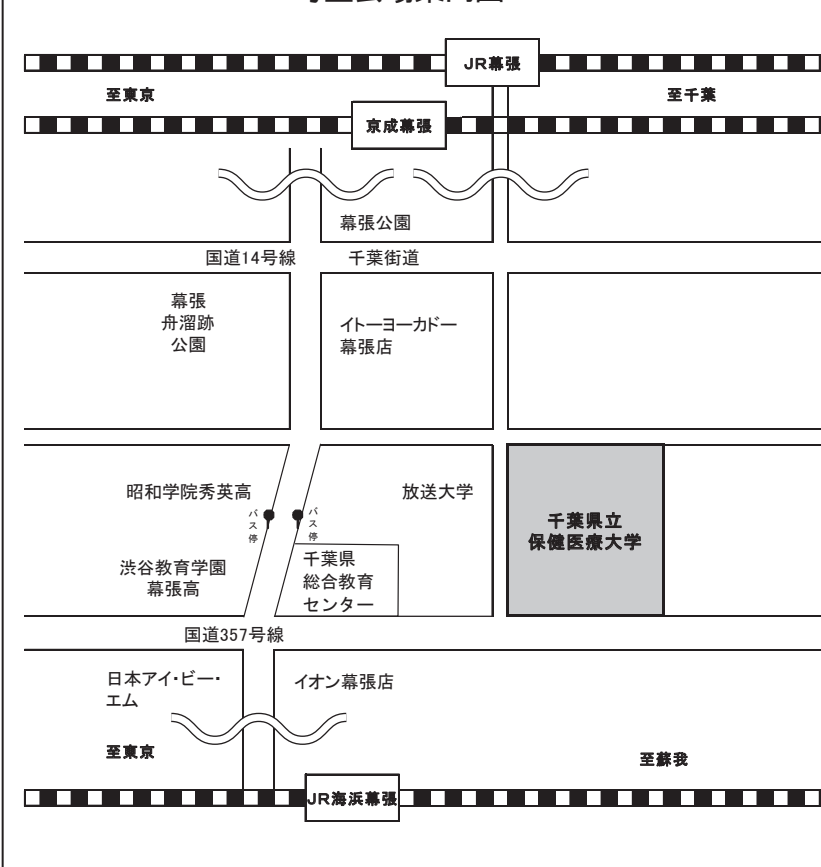 JR幕張
至東京
至千葉
京成幕張
幕張公園
国道14号線
千葉街道
幕張
舟溜跡
公園
イトーヨーカドー
幕張店
昭和学院秀英高
バス停
バス停
放送大学
千葉県立
保健医療大学
渋谷教育学園
幕張高
千葉県
総合教育
センター
国道357号線
日本アイ・ビー・
エム
イオン幕張店
至東京
至蘇我
JR海浜幕張